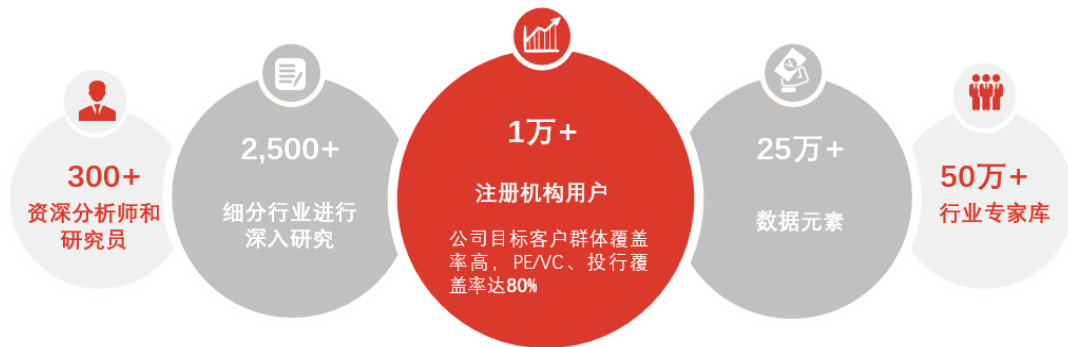 300+
资深分析师和
研究员
2,500+
细分行业进行
深入研究
1万+
注册机构用户
公司目标客户群体覆盖
率高，PE/VC、投行覆
盖率达80%
25万+
数据元素
50万+
行业专家库